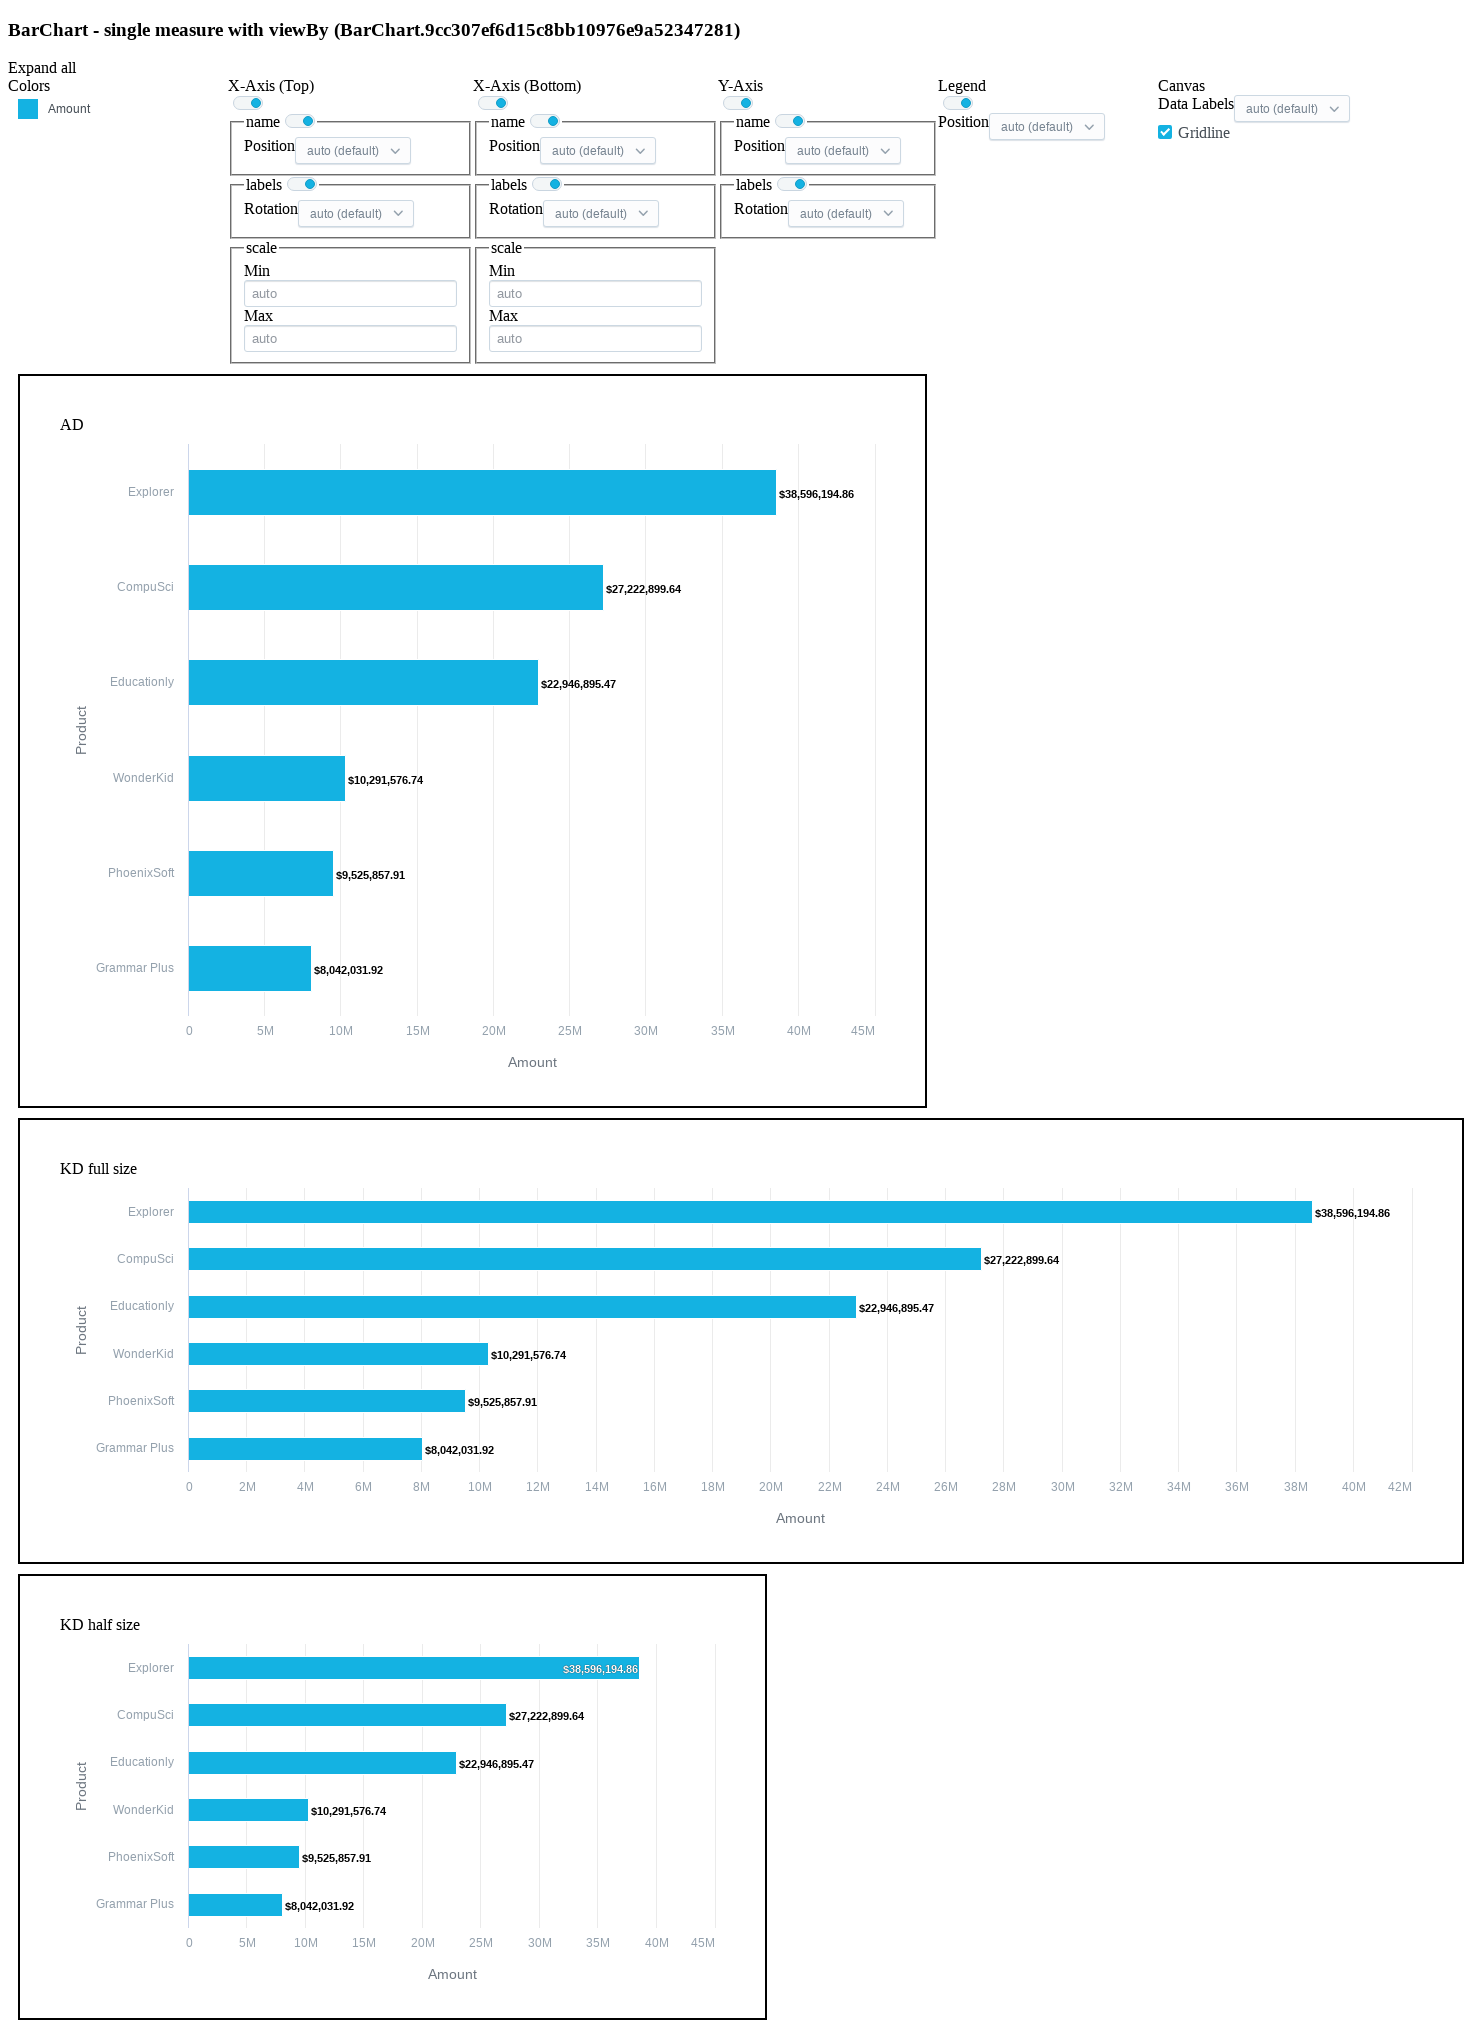 BarChart - single measure with viewBy (BarChart.9cc307ef6d15c8bb10976e9a52347281)
Expand all
Colors
Amount
X-Axis (Top)
name
Position auto (default)
labels
Rotation auto (default)
scale
Min
auto
Max
auto
X-Axis (Bottom)
name
Position auto (default)
labels
Rotation auto (default)
scale
Min
auto
Max
auto
Y-Axis
name
Position auto (default)
labels
Rotation auto (default)
Legend
Position auto (default)
Canvas
Data Labels auto (default)
Gridline
AD
Product
Explorer $38,596,194.86
CompuSci $27,222,899.64
Educationly $22,946,895.47
WonderKid $10,291,576.74
PhoenixSoft $9,525,857.91
Grammar Plus $8,042,031.92
0 5M 10M 15M 20M 25M 30M 35M 40M 45M
Amount
KD full size
Product
Explorer $38,596,194.86
CompuSci $27,222,899.64
Educationly $22,946,895.47
WonderKid $10,291,576.74
PhoenixSoft $9,525,857.91
Grammar Plus $8,042,031.92
0 2M 4M 6M 8M 10M 12M 14M 16M 18M 20M 22M 24M 26M 28M 30M 32M 34M 36M 38M 40M 42M
Amount
KD half size
Product
Explorer $38,596,194.86
CompuSci $27,222,899.64
Educationly $22,946,895.47
WonderKid $10,291,576.74
PhoenixSoft $9,525,857.91
Grammar Plus $8,042,031.92
0 5M 10M 15M 20M 25M 30M 35M 40M 45M
Amount